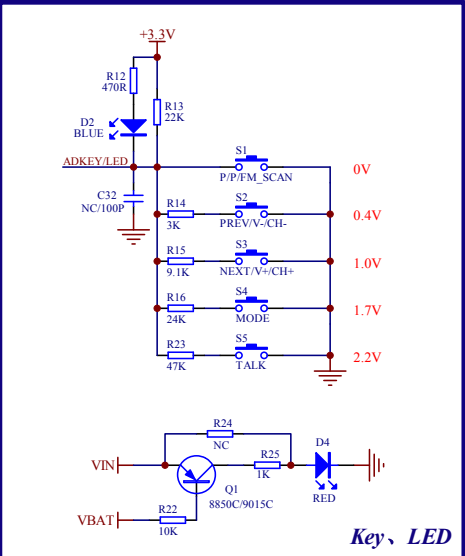 +3.3V
R12
470R
R13
22K
D2
BLUE
ADKEY/LED
C32
NC/100P
S1
P/P/FM_SCAN
0V
R14
3K
S2
PREV/V-/CH-
0.4V
R15
9.1K
S3
NEXT/V+/CH+
1.0V
R16
24K
S4
MODE
1.7V
R23
47K
S5
TALK
2.2V
R24
NC
VIN
R25
1K
D4
RED
Q1
8850C/9015C
VBAT
R22
10K
Key、LED